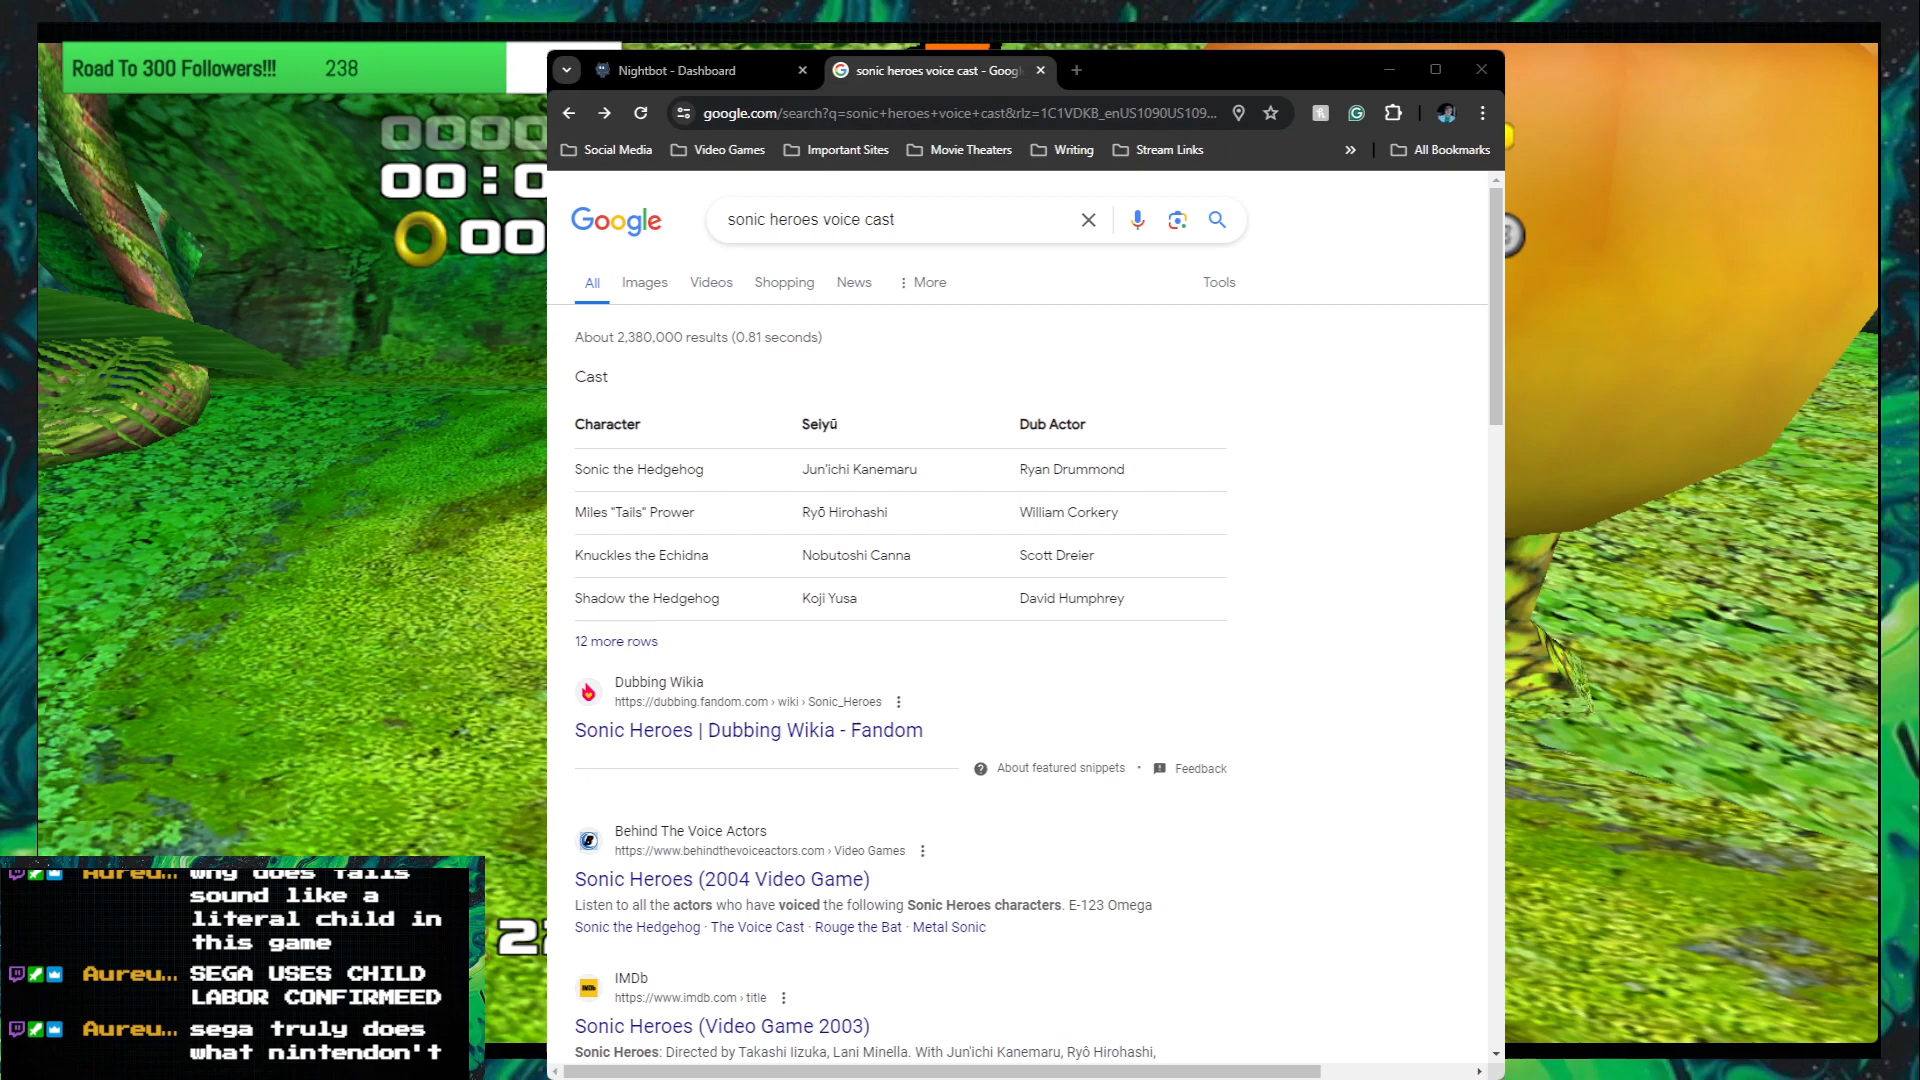 Road To 300 Followers!!! 238
0000
00:0
00
22
Nightbot - Dashboard
sonic heroes voice cast - Goog
google.com/search?q=sonic+heroes+voice+cast&rlz=1C1VDKB_enUS1090US109...
Social Media
Video Games
Important Sites
Movie Theaters
Writing
Stream Links
All Bookmarks
Google
sonic heroes voice cast
All
Images
Videos
Shopping
News
More
Tools
About 2,380,000 results (0.81 seconds)
Cast
Character Seiyū Dub Actor
Sonic the Hedgehog Jun'ichi Kanemaru Ryan Drummond
Miles "Tails" Prower Ryō Hirohashi William Corkery
Knuckles the Echidna Nobutoshi Canna Scott Dreier
Shadow the Hedgehog Koji Yusa David Humphrey
12 more rows
Dubbing Wikia
https://dubbing.fandom.com › wiki › Sonic_Heroes
Sonic Heroes | Dubbing Wikia - Fandom
About featured snippets • Feedback
Behind The Voice Actors
https://www.behindthevoiceactors.com › Video Games
Sonic Heroes (2004 Video Game)
Listen to all the actors who have voiced the following Sonic Heroes characters. E-123 Omega
Sonic the Hedgehog · The Voice Cast · Rouge the Bat · Metal Sonic
IMDb
https://www.imdb.com › title
Sonic Heroes (Video Game 2003)
Sonic Heroes: Directed by Takashi Iizuka, Lani Minella. With Jun'ichi Kanemaru, Ryô Hirohashi,
Aureu... why does tails
sound like a
literal child in
this game
Aureu... SEGA USES CHILD
LABOR CONFIRMEED
Aureu... sega truly does
what nintendon't